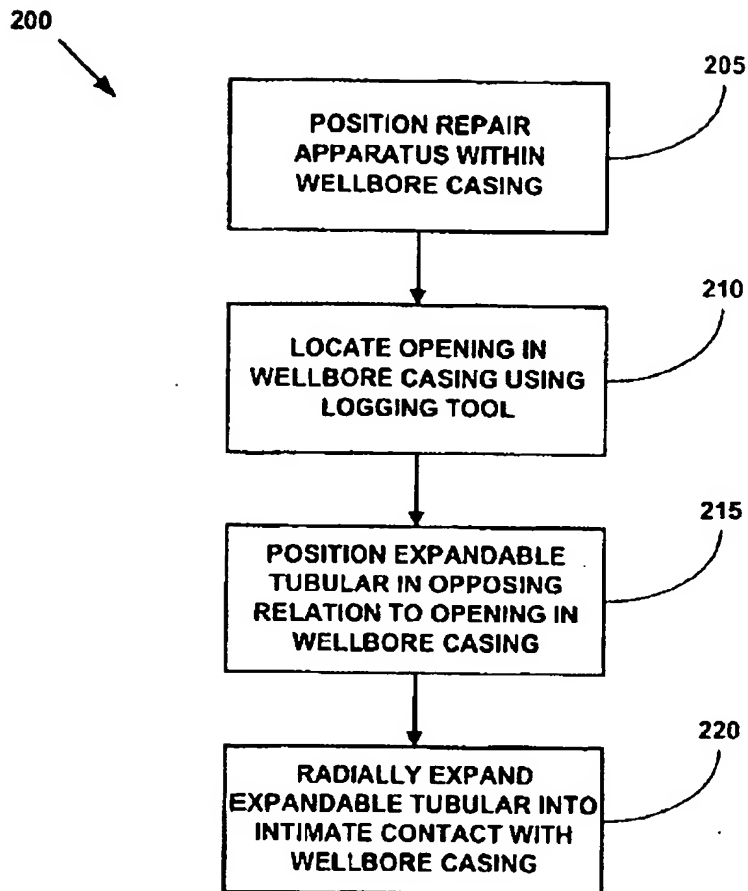 200
205
POSITION REPAIR
APPARATUS WITHIN
WELLBORE CASING
210
LOCATE OPENING IN
WELLBORE CASING USING
LOGGING TOOL
215
POSITION EXPANDABLE
TUBULAR IN OPPOSING
RELATION TO OPENING IN
WELLBORE CASING
220
RADIALLY EXPAND
EXPANDABLE TUBULAR INTO
INTIMATE CONTACT WITH
WELLBORE CASING